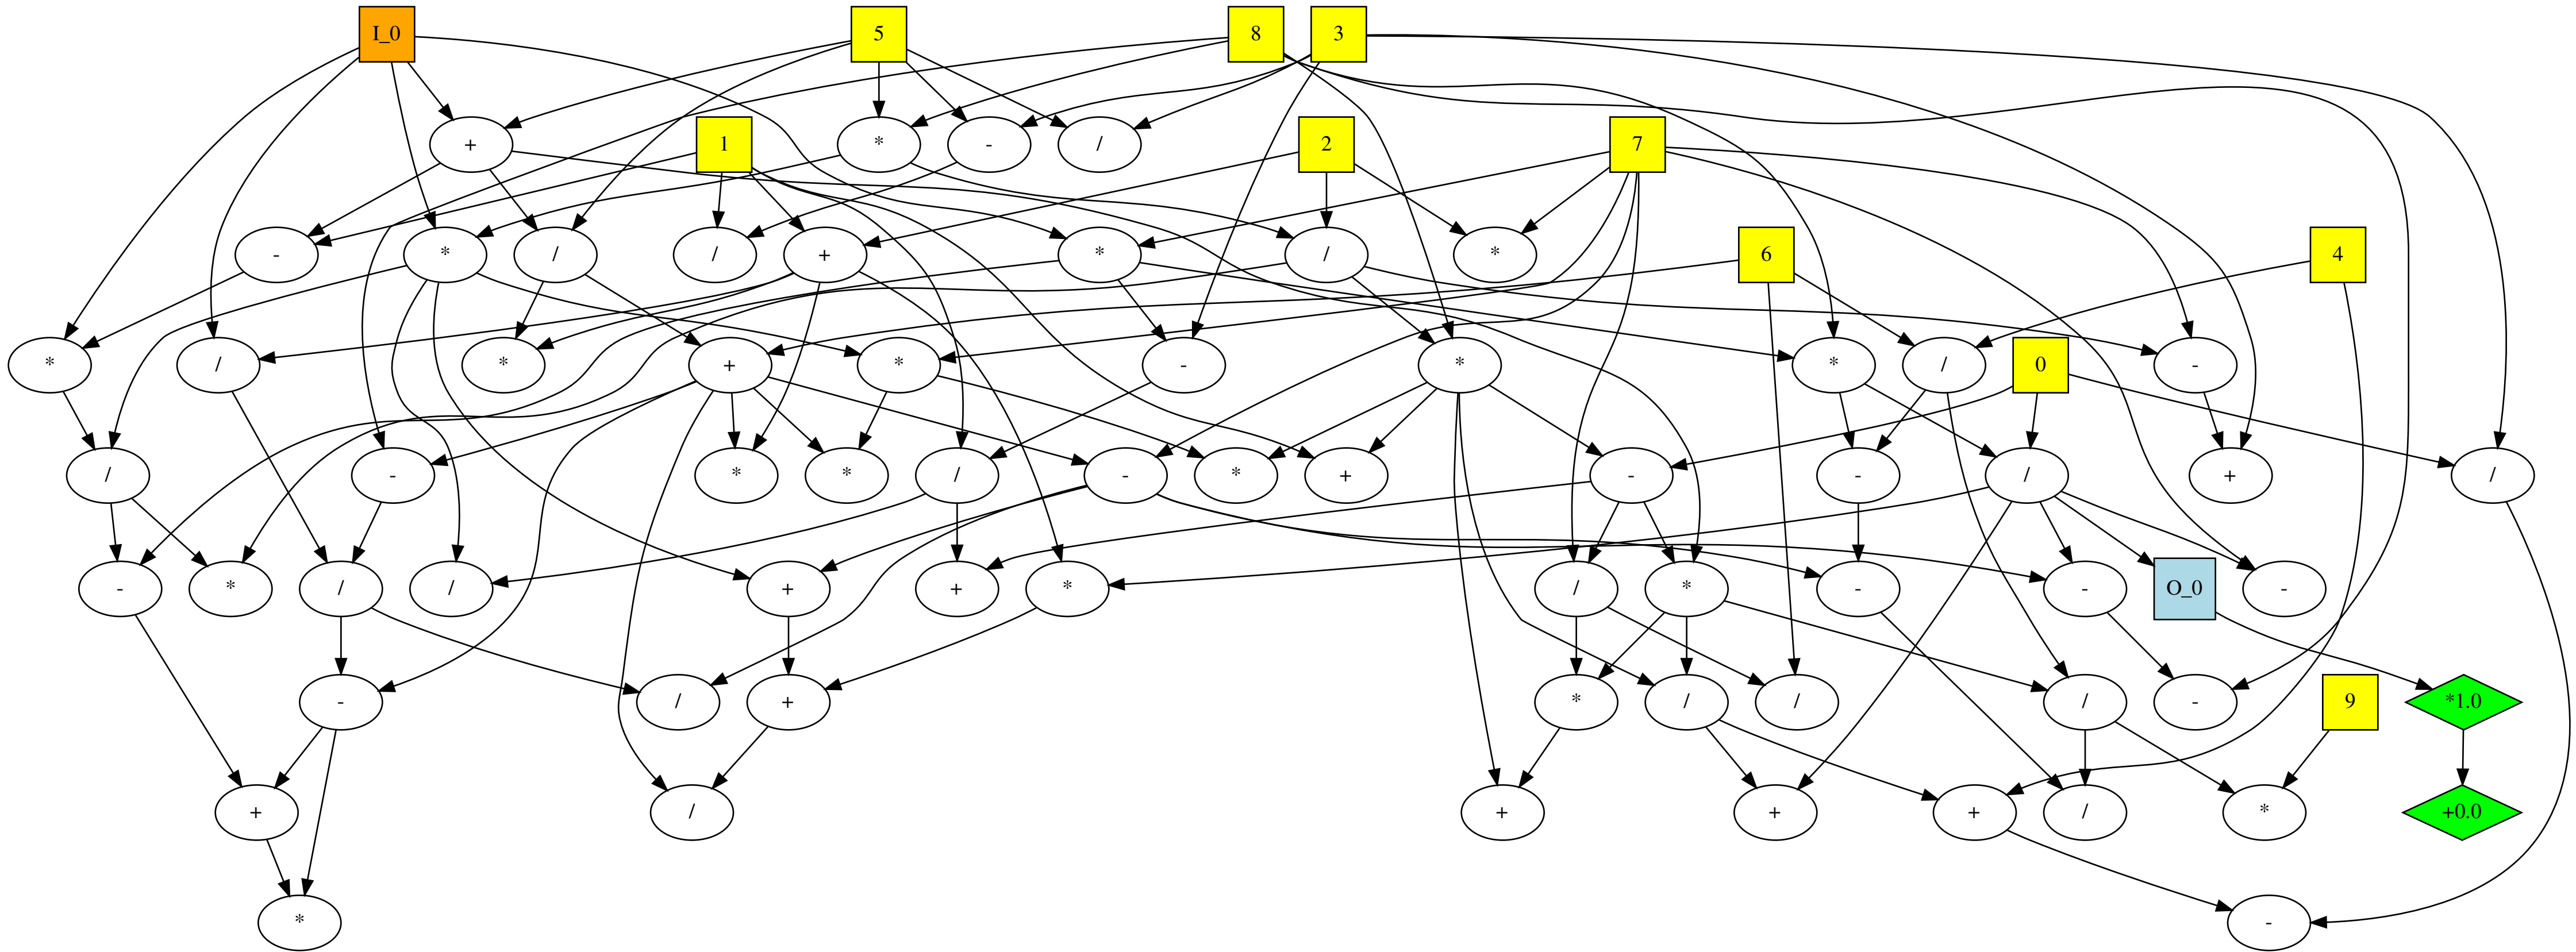 I_0 5 8 3
+ 1 * - / 2 7
- * / / + * / * 6 4
* / * + * - * * / 0 -
/ - * * / - * + - - / + /
- * / / + + * / * - - O_0 -
- / + * / / / - 9 *1.0
+ / + + + / * +0.0
* -